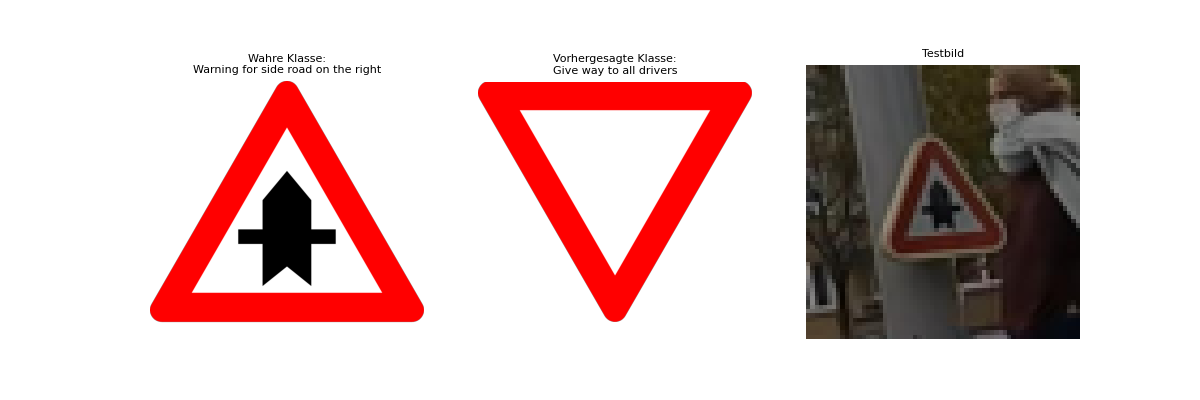 Wahre Klasse:
Warning for side road on the right
Vorhergesagte Klasse:
Give way to all drivers
Testbild